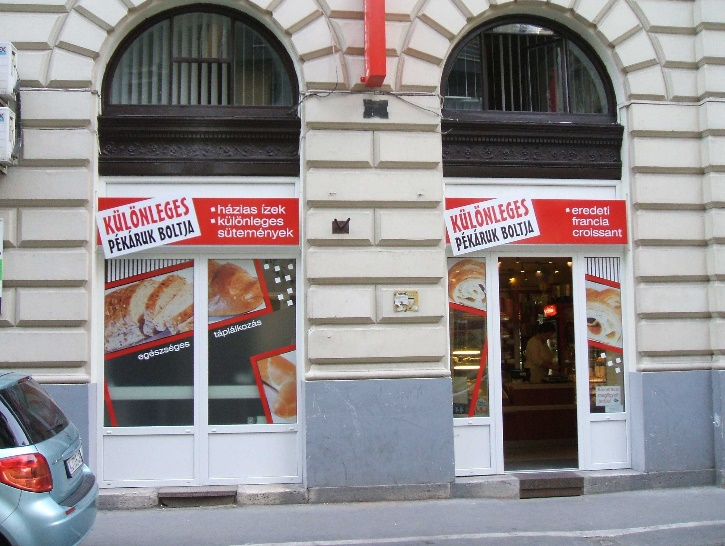 KÜLÖNLEGES
PÉKÁRUK BOLTJA
• házias ízek
• különleges
sütemények
KÜLÖNLEGES
PÉKÁRUK BOLTJA
• eredeti
francia
croissant
egészséges
táplálkozás